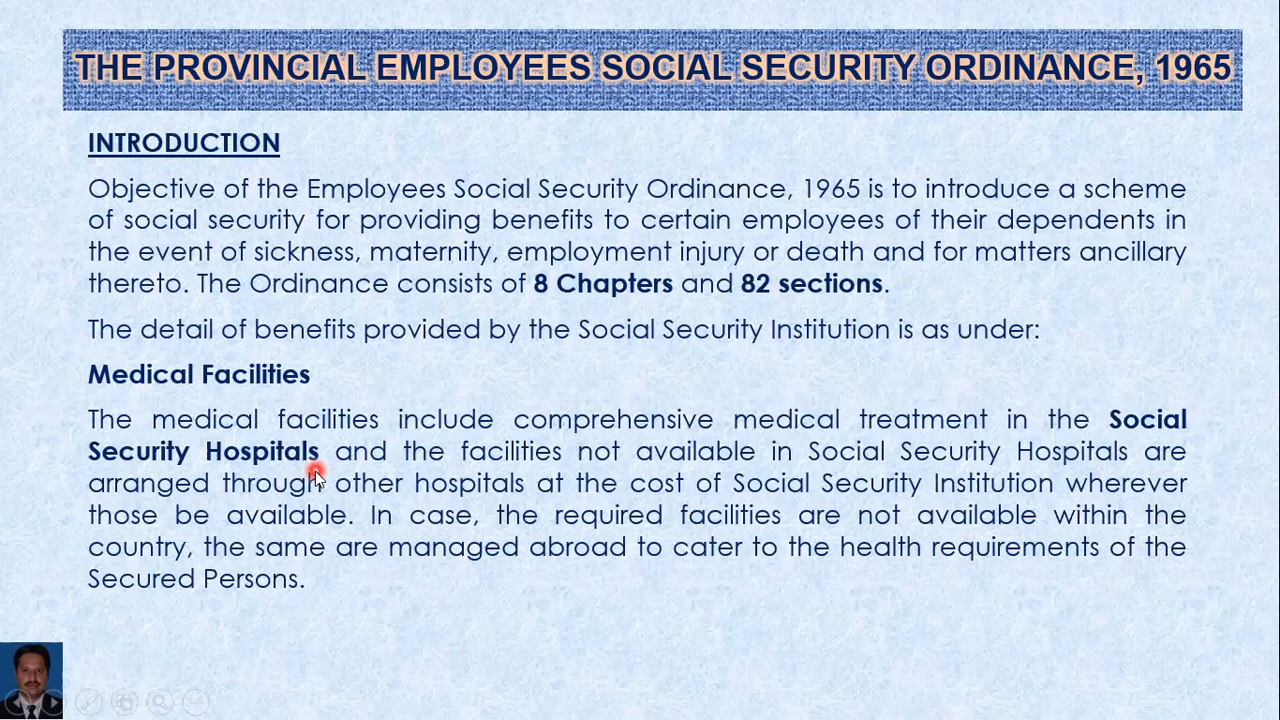 THE PROVINCIAL EMPLOYEES SOCIAL SECURITY ORDINANCE, 1965
INTRODUCTION
Objective of the Employees Social Security Ordinance, 1965 is to introduce a scheme
of social security for providing benefits to certain employees of their dependents in
the event of sickness, maternity, employment injury or death and for matters ancillary
thereto. The Ordinance consists of 8 Chapters and 82 sections.
The detail of benefits provided by the Social Security Institution is as under:
Medical Facilities
The medical facilities include comprehensive medical treatment in the Social
Security Hospitals and the facilities not available in Social Security Hospitals are
arranged through other hospitals at the cost of Social Security Institution wherever
those be available. In case, the required facilities are not available within the
country, the same are managed abroad to cater to the health requirements of the
Secured Persons.